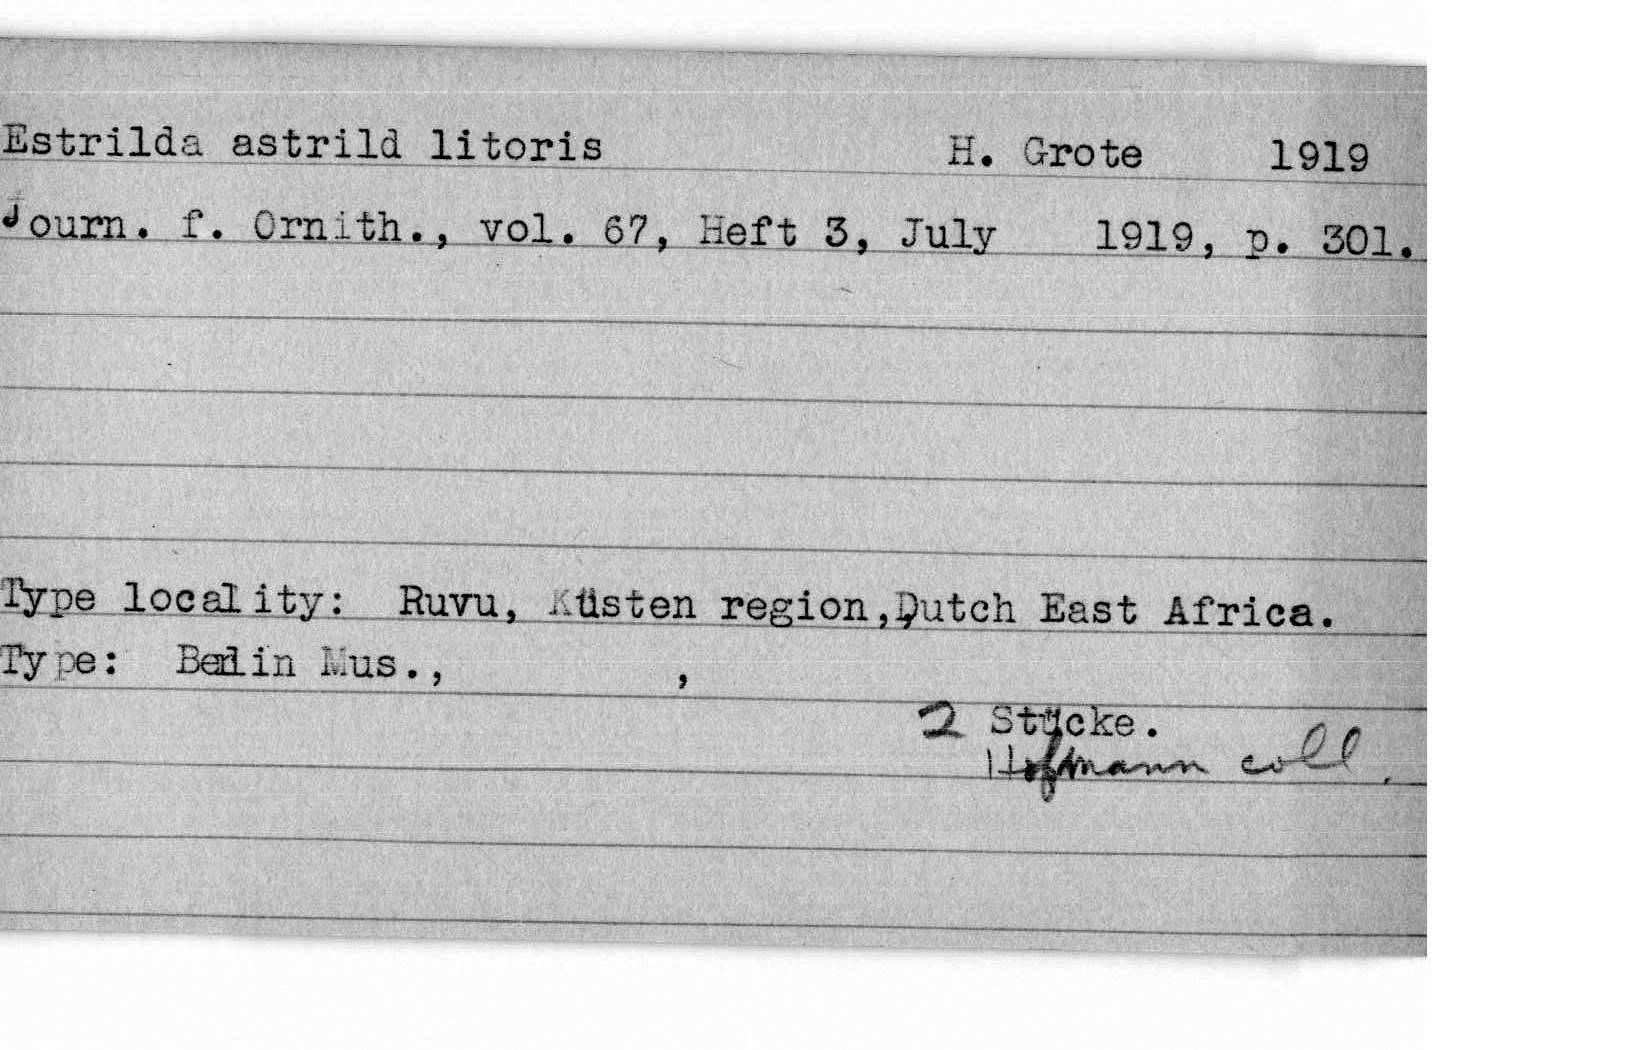 Estrilda astrild litoris H. Grote 1919
Journ. f. Ornith., vol. 67, Heft 3, July 1919, p. 301.
Type locality: Ruvu, Küsten region,Dutch East Africa.
Type: Berlin Mus., ,
2 Stücke.
Hofmann coll.